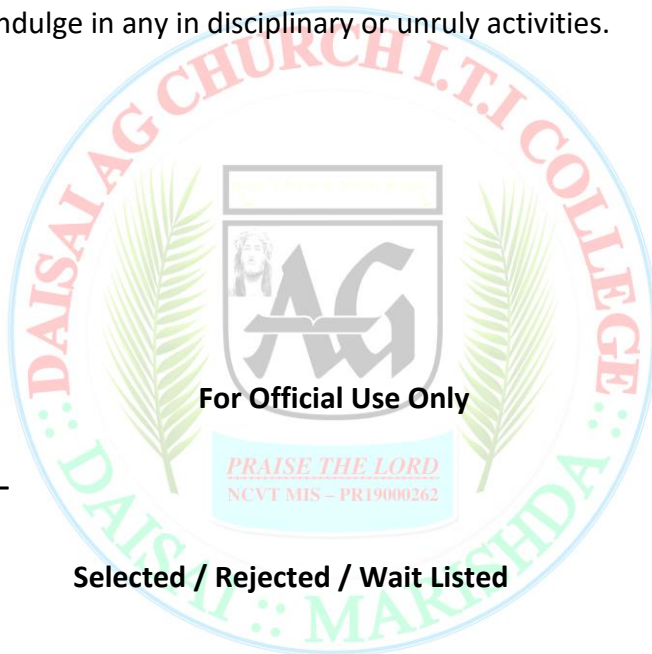 ndulge in any in disciplinary or unruly activities.
DAISAI AG CHURCH I.T.I COLLEGE
AG
For Official Use Only
PRAISE THE LORD
NCVT MIS – PR19000262
Selected / Rejected / Wait Listed
:: DAISAI :: MARISHDA ::